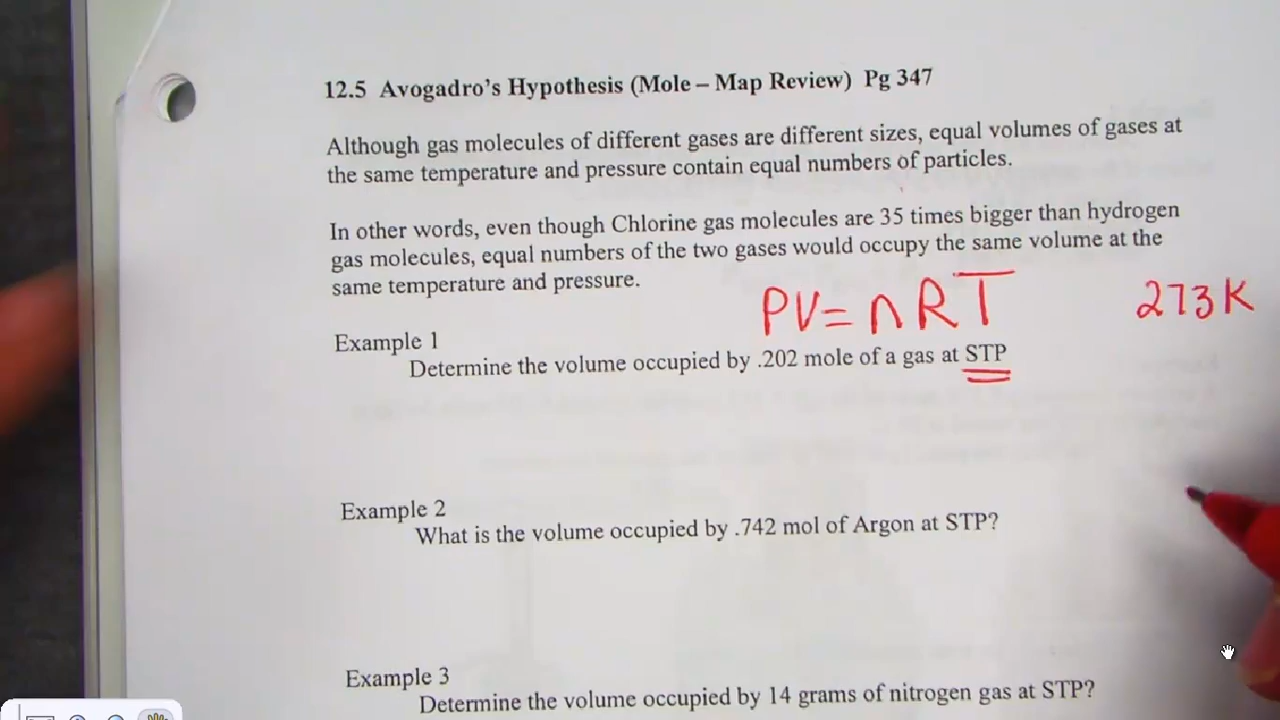 12.5 Avogadro's Hypothesis (Mole – Map Review) Pg 347
Although gas molecules of different gases are different sizes, equal volumes of gases at
the same temperature and pressure contain equal numbers of particles.
In other words, even though Chlorine gas molecules are 35 times bigger than hydrogen
gas molecules, equal numbers of the two gases would occupy the same volume at the
same temperature and pressure.
PV=nRT
273K
Example 1
Determine the volume occupied by .202 mole of a gas at STP
Example 2
What is the volume occupied by .742 mol of Argon at STP?
Example 3
Determine the volume occupied by 14 grams of nitrogen gas at STP?